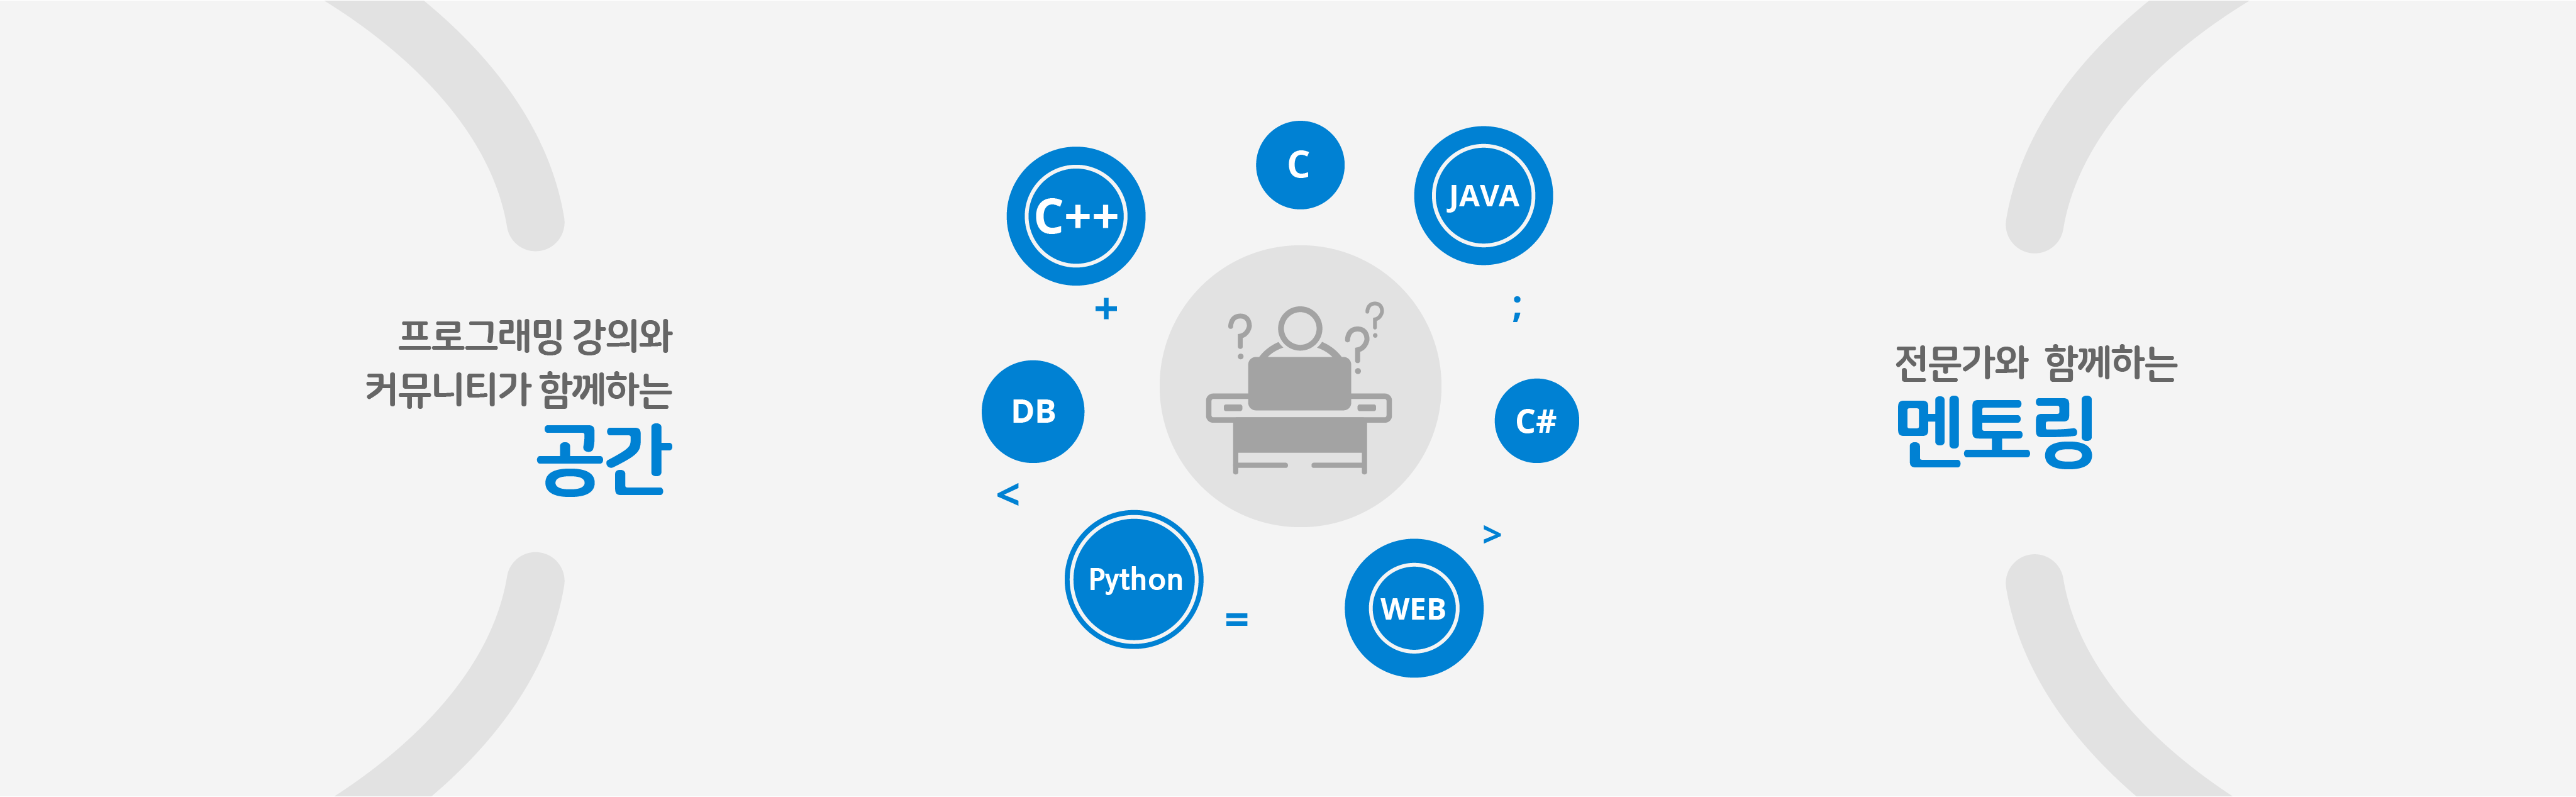 프로그래밍 강의와
커뮤니티가 함께하는
공간
C
C++
JAVA
+
;
? ? ? ?
DB
C#
<
>
Python
=
WEB
전문가와 함께하는
멘토링